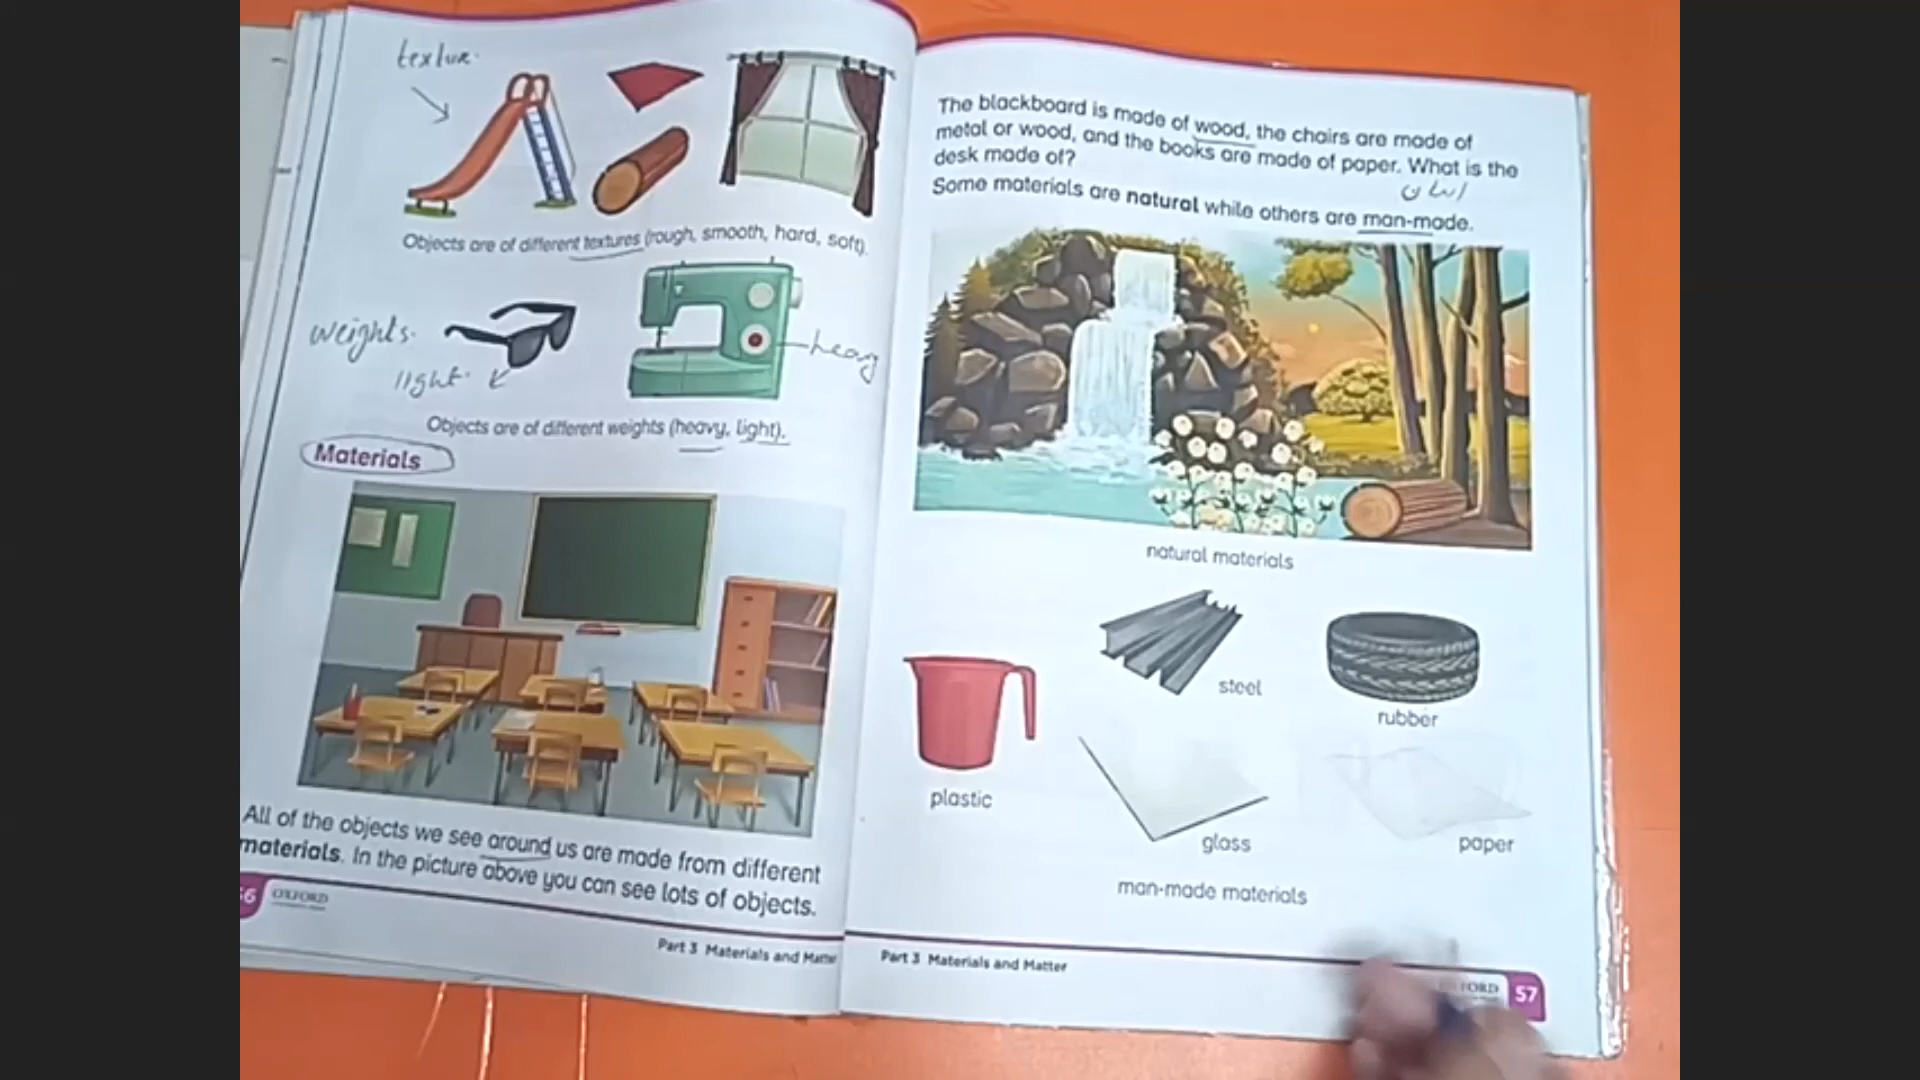 textur.
Objects are of different textures (rough, smooth, hard, soft).
weights.
light.
heavy
Objects are of different weights (heavy, light).
Materials
All of the objects we see around us are made from different
materials. In the picture above you can see lots of objects.
56
OXFORD
Part 3 Materials and Matter
The blackboard is made of wood, the chairs are made of
metal or wood, and the books are made of paper. What is the
desk made of?
انسان
Some materials are natural while others are man-made.
natural materials
steel
rubber
plastic
glass
paper
man-made materials
Part 3 Materials and Matter
OXFORD
57